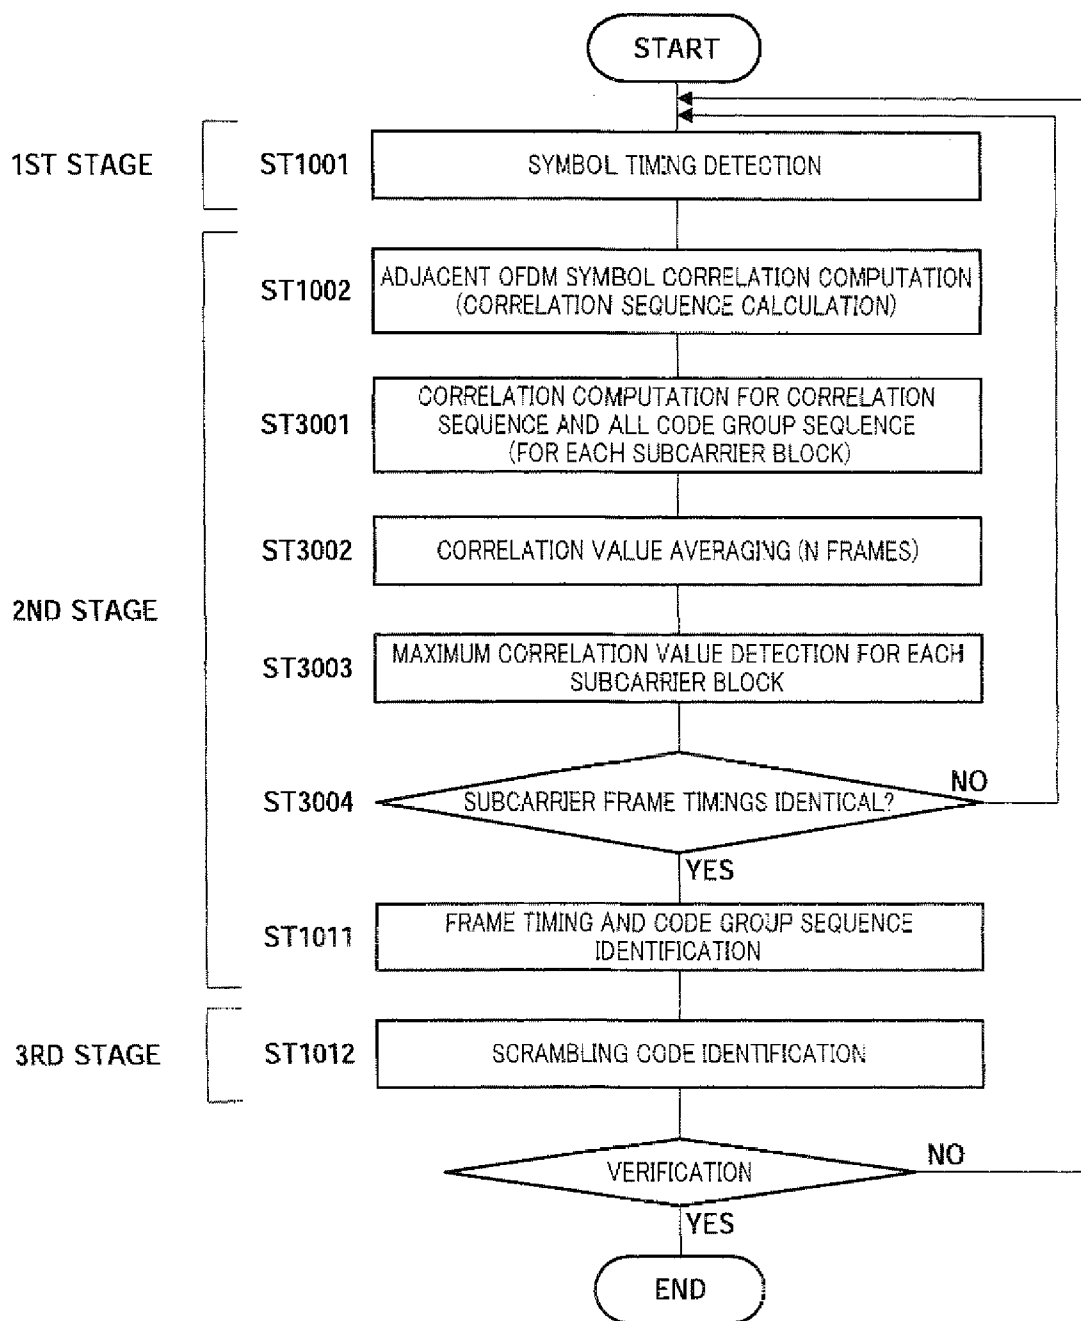 START
1ST STAGE
ST1001
SYMBOL TIMING DETECTION
ST1002
ADJACENT OFDM SYMBOL CORRELATION COMPUTATION
(CORRELATION SEQUENCE CALCULATION)
ST3001
CORRELATION COMPUTATION FOR CORRELATION
SEQUENCE AND ALL CODE GROUP SEQUENCE
(FOR EACH SUBCARRIER BLOCK)
ST3002
CORRELATION VALUE AVERAGING (N FRAMES)
2ND STAGE
ST3003
MAXIMUM CORRELATION VALUE DETECTION FOR EACH
SUBCARRIER BLOCK
ST3004
SUBCARRIER FRAME TIMINGS IDENTICAL?
NO
YES
ST1011
FRAME TIMING AND CODE GROUP SEQUENCE
IDENTIFICATION
3RD STAGE
ST1012
SCRAMBLING CODE IDENTIFICATION
VERIFICATION
NO
YES
END